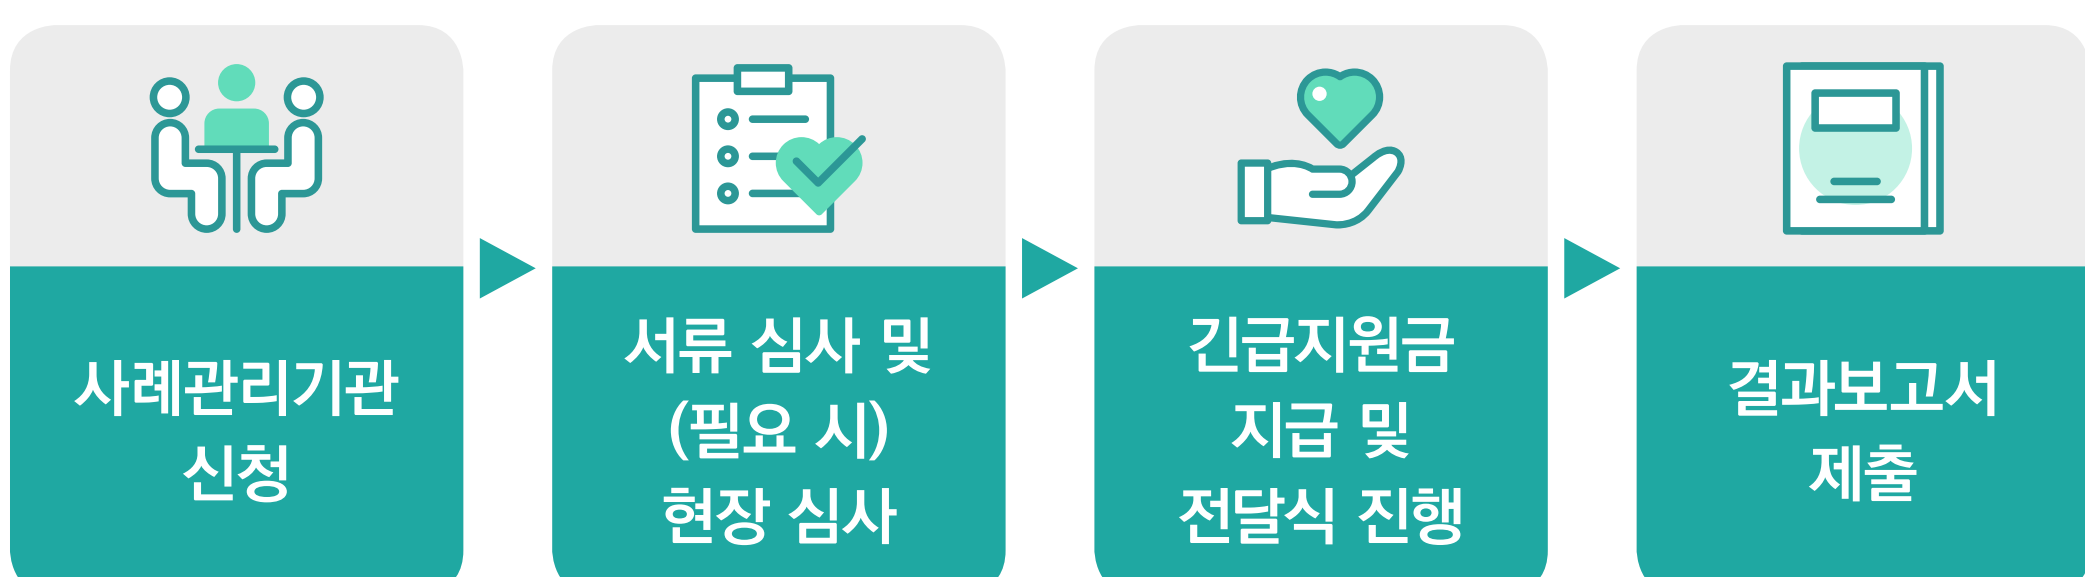 사례관리기관
신청
서류 심사 및
(필요 시)
현장 심사
긴급지원금
지급 및
전달식 진행
결과보고서
제출